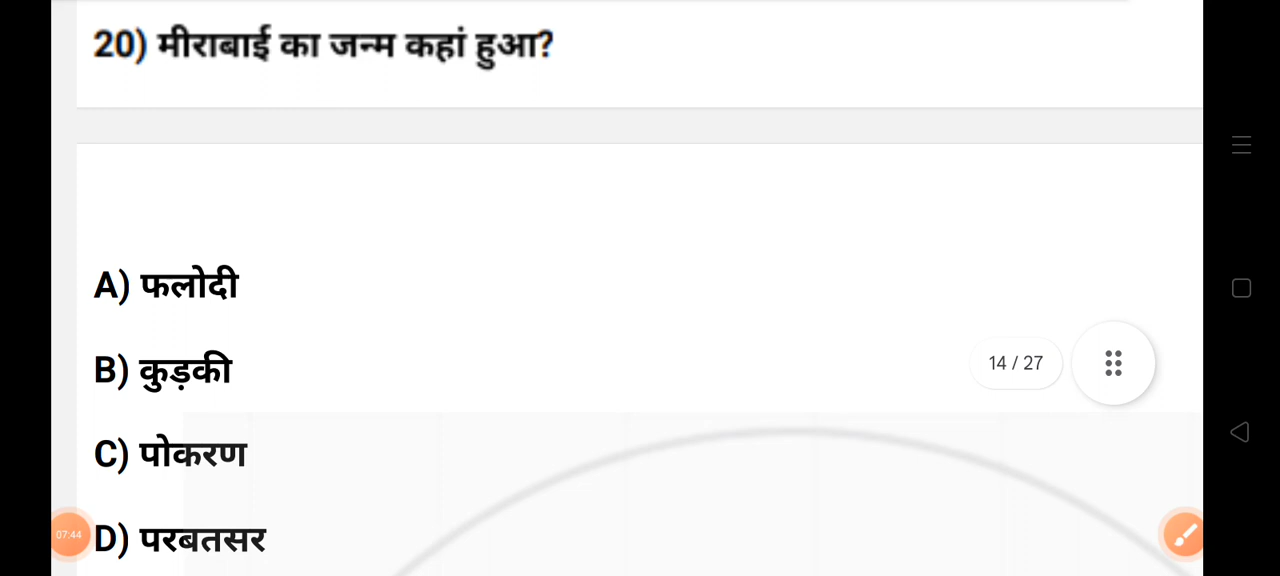 20) मीराबाई का जन्म कहां हुआ?
A) फलोदी
B) कुड़की
14 / 27
C) पोकरण
07:44
D) परबतसर